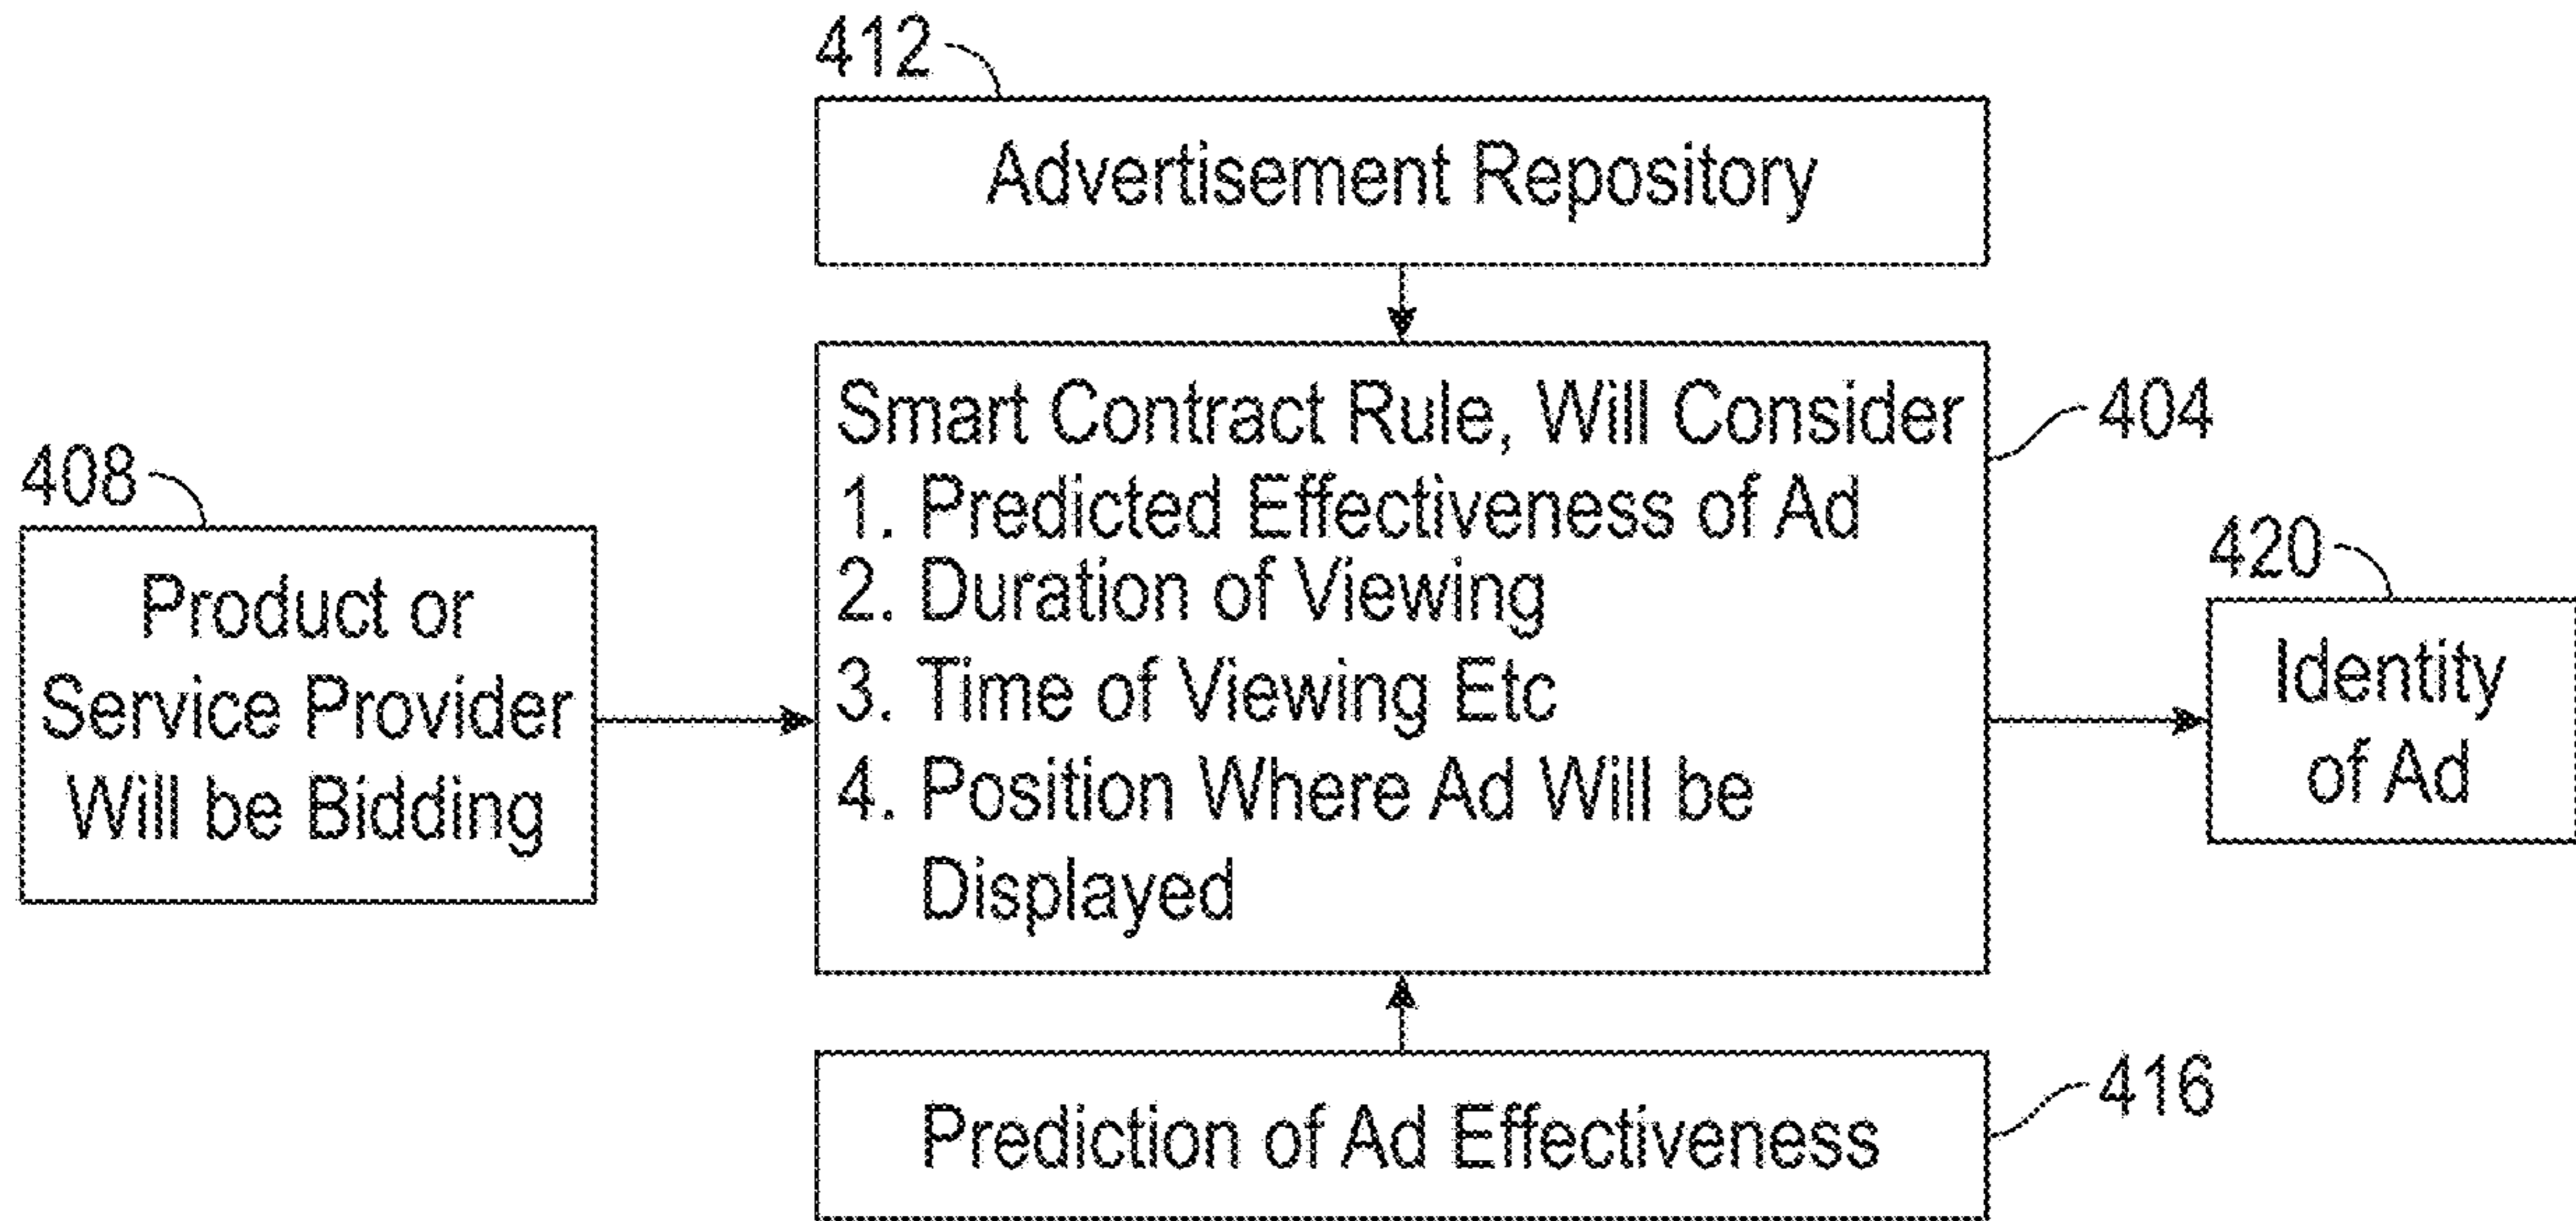 412
Advertisement Repository
Smart Contract Rule, Will Consider
1. Predicted Effectiveness of Ad
2. Duration of Viewing
3. Time of Viewing Etc
4. Position Where Ad Will be
Displayed
404
408
Product or
Service Provider
Will be Bidding
420
Identity
of Ad
Prediction of Ad Effectiveness
416